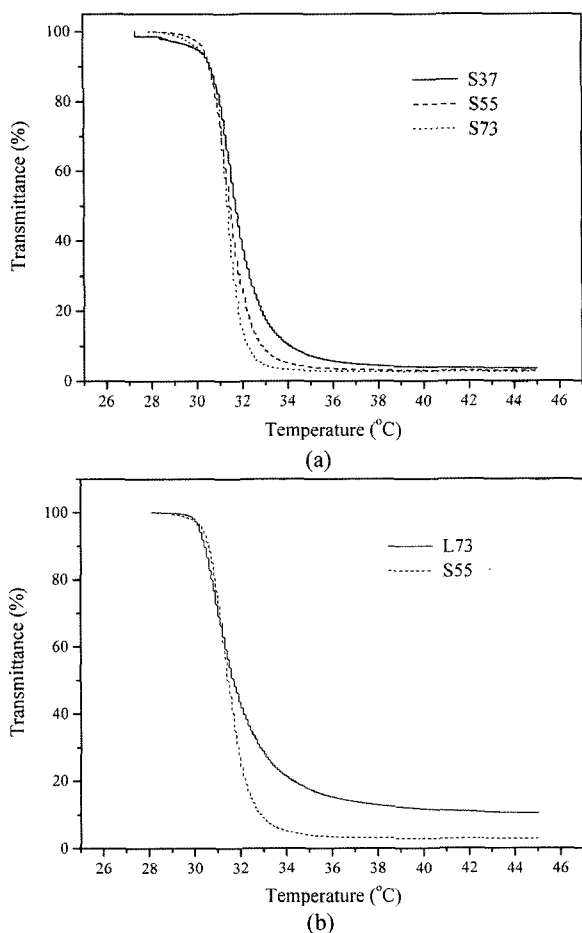 100
80
60
40
20
0
Transmittance (%)
S37
S55
S73
26 28 30 32 34 36 38 40 42 44 46
Temperature (°C)
(a)
100
80
60
40
20
0
Transmittance (%)
L73
S55
26 28 30 32 34 36 38 40 42 44 46
Temperature (°C)
(b)